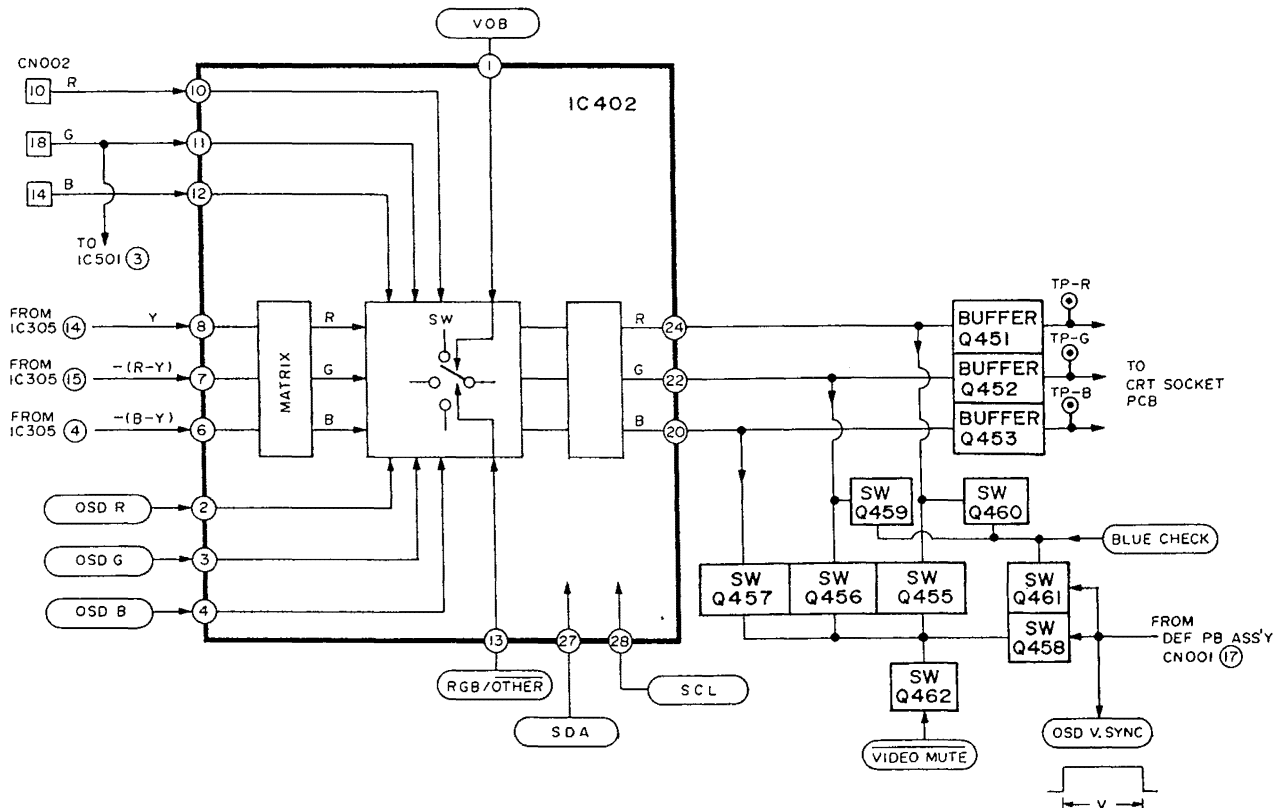 VOB
1
CN002
10 R 10
IC402
18 G 11
14 B 12
TO
IC501 3
FROM
IC305 14 Y 8
FROM
IC305 15 -(R-Y) 7
FROM
IC305 4 -(B-Y) 6
MATRIX
R
G
B
SW
R 24
G 22
B 20
BUFFER
Q451
BUFFER
Q452
BUFFER
Q453
TP-R
TP-G
TP-B
TO
CRT SOCKET
PCB
OSD R 2
OSD G 3
OSD B 4
13 27 28
RGB/OTHER
SDA
SCL
SW
Q459
SW
Q460
BLUE CHECK
SW
Q457
SW
Q456
SW
Q455
SW
Q461
SW
Q458
FROM
DEF PB ASS'Y
CN001 17
SW
Q462
VIDEO MUTE
OSD V.SYNC
V